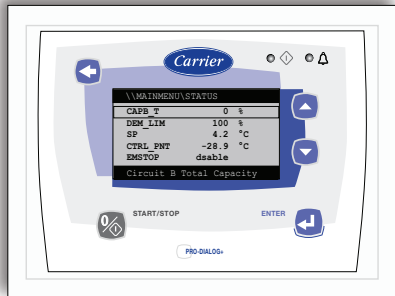 Carrier
\\MAINMENU\STATUS
CAPB_T 0 %
DEM_LIM 100 %
SP 4.2 °C
CTRL_PNT -28.9 °C
EMSTOP dsable
Circuit B Total Capacity
START/STOP
ENTER
PRO-DIALOG+